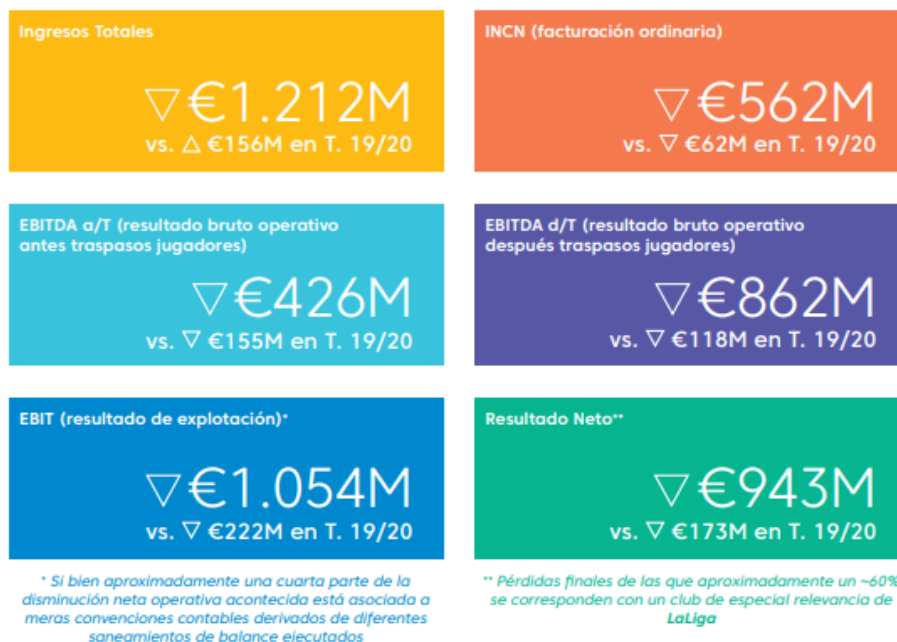 Ingresos Totales
▽€1.212M
vs. △ €156M en T. 19/20
INCN (facturación ordinaria)
▽€562M
vs. ▽ €62M en T. 19/20
EBITDA a/T (resultado bruto operativo
antes traspasos jugadores)
▽€426M
vs. ▽ €155M en T. 19/20
EBITDA d/T (resultado bruto operativo
después traspasos jugadores)
▽€862M
vs. ▽ €118M en T. 19/20
EBIT (resultado de explotación)*
▽€1.054M
vs. ▽ €222M en T. 19/20
Resultado Neto**
▽€943M
vs. ▽ €173M en T. 19/20
* Si bien aproximadamente una cuarta parte de la
disminución neta operativa acontecida está asociada a
meras convenciones contables derivados de diferentes
saneamientos de balance ejecutados
** Pérdidas finales de las que aproximadamente un ~60%
se corresponden con un club de especial relevancia de
LaLiga